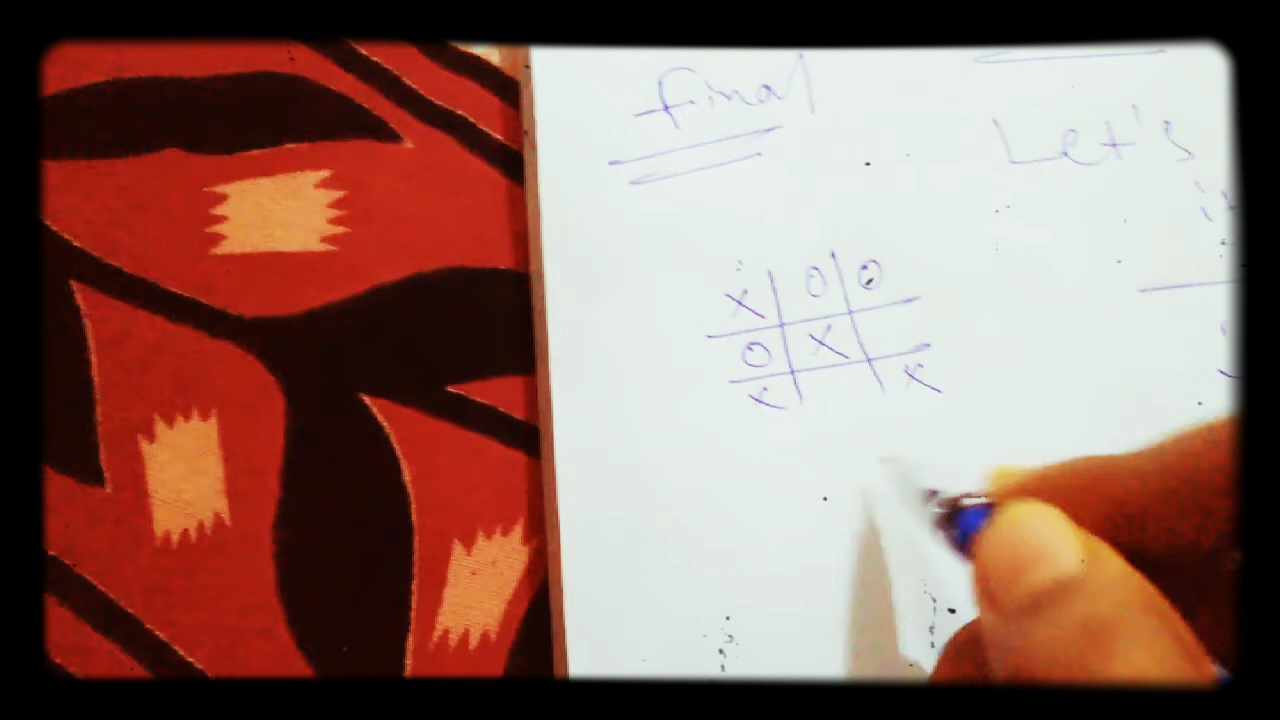 final
Let's
X O O
O X
X X